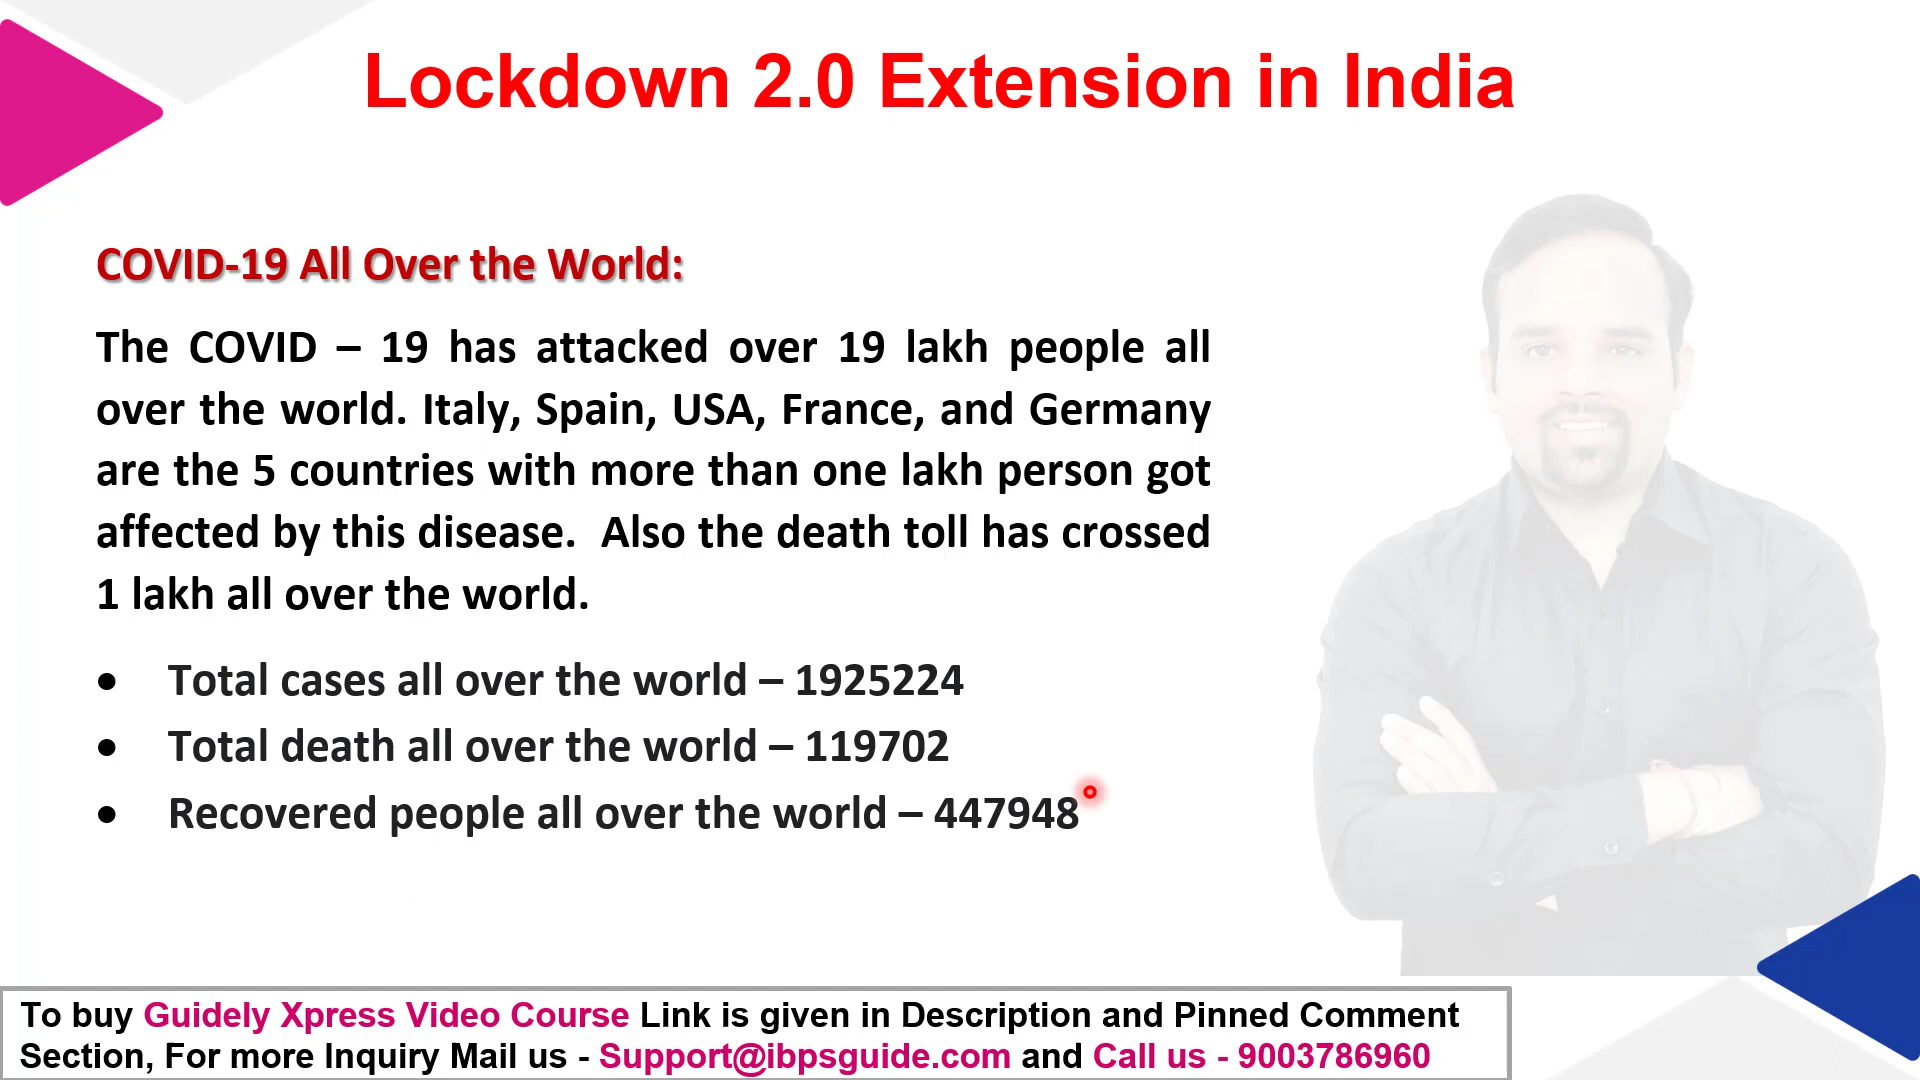 Lockdown 2.0 Extension in India
COVID-19 All Over the World:
The COVID – 19 has attacked over 19 lakh people all
over the world. Italy, Spain, USA, France, and Germany
are the 5 countries with more than one lakh person got
affected by this disease.  Also the death toll has crossed
1 lakh all over the world.
• Total cases all over the world – 1925224
• Total death all over the world – 119702
• Recovered people all over the world – 447948
To buy Guidely Xpress Video Course Link is given in Description and Pinned Comment
Section, For more Inquiry Mail us - Support@ibpsguide.com and Call us - 9003786960